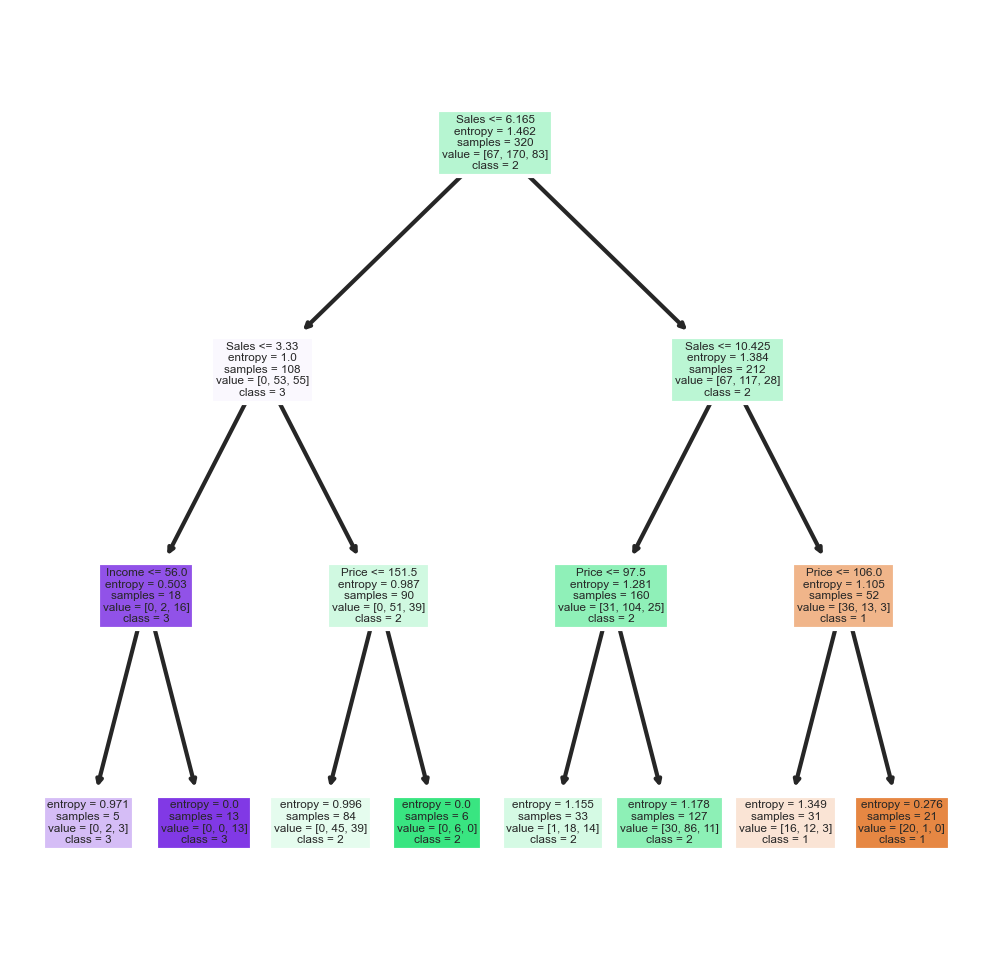 Sales <= 6.165
entropy = 1.462
samples = 320
value = [67, 170, 83]
class = 2
Sales <= 3.33
entropy = 1.0
samples = 108
value = [0, 53, 55]
class = 3
Sales <= 10.425
entropy = 1.384
samples = 212
value = [67, 117, 28]
class = 2
Income <= 56.0
entropy = 0.503
samples = 18
value = [0, 2, 16]
class = 3
Price <= 151.5
entropy = 0.987
samples = 90
value = [0, 51, 39]
class = 2
Price <= 97.5
entropy = 1.281
samples = 160
value = [31, 104, 25]
class = 2
Price <= 106.0
entropy = 1.105
samples = 52
value = [36, 13, 3]
class = 1
entropy = 0.971
samples = 5
value = [0, 2, 3]
class = 3
entropy = 0.0
samples = 13
value = [0, 0, 13]
class = 3
entropy = 0.996
samples = 84
value = [0, 45, 39]
class = 2
entropy = 0.0
samples = 6
value = [0, 6, 0]
class = 2
entropy = 1.155
samples = 33
value = [1, 18, 14]
class = 2
entropy = 1.178
samples = 127
value = [30, 86, 11]
class = 2
entropy = 1.349
samples = 31
value = [16, 12, 3]
class = 1
entropy = 0.276
samples = 21
value = [20, 1, 0]
class = 1